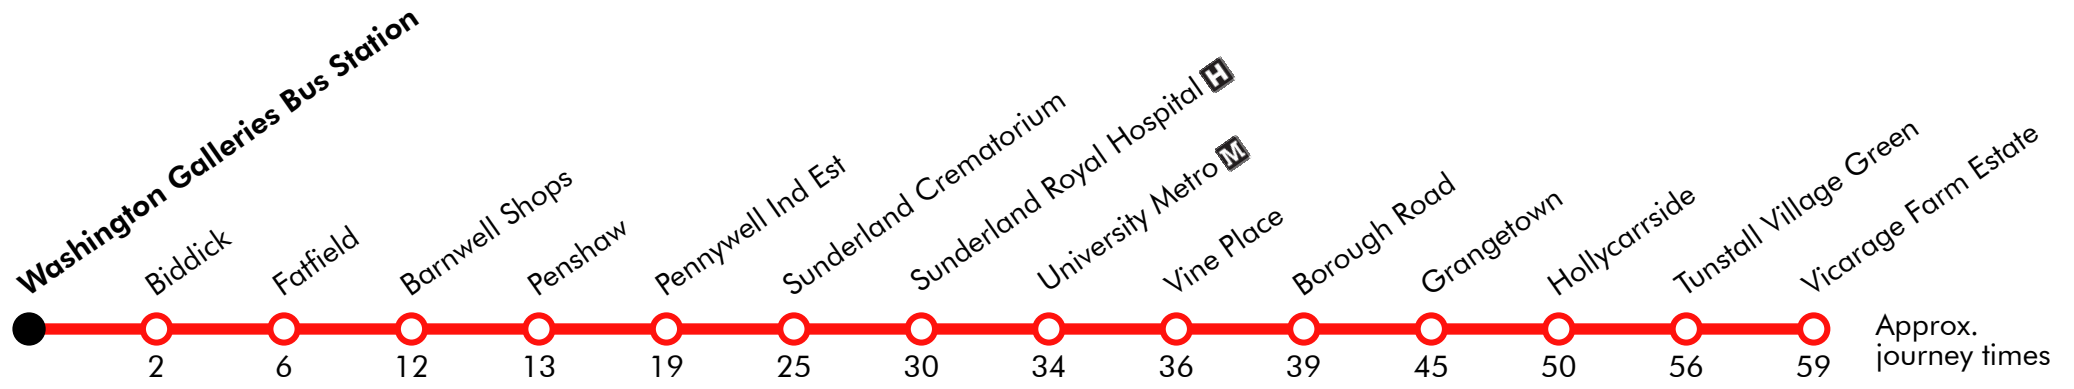 Washington Galleries Bus Station
Biddick
Fatfield
Barnwell Shops
Penshaw
Pennywell Ind Est
Sunderland Crematorium
Sunderland Royal Hospital H
University Metro M
Vine Place
Borough Road
Grangetown
Hollycarrside
Tunstall Village Green
Vicarage Farm Estate
2 6 12 13 19 25 30 34 36 39 45 50 56 59
Approx.
journey times